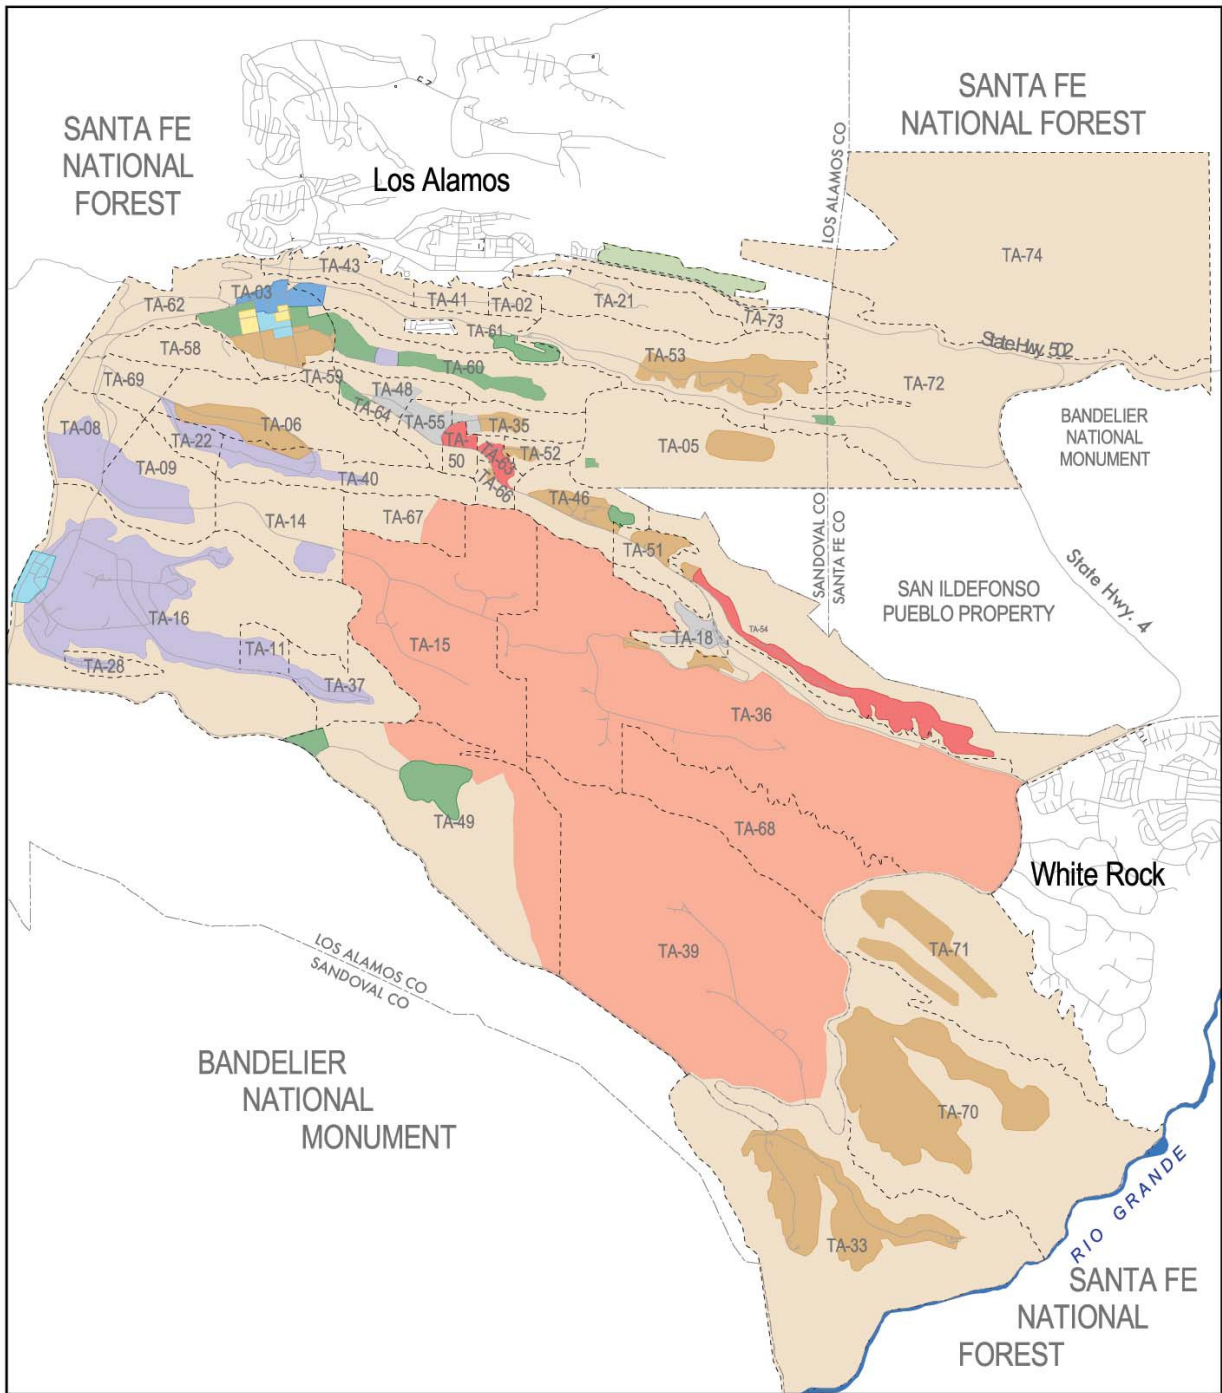 SANTA FE
NATIONAL FOREST
SANTA FE
NATIONAL
FOREST
Los Alamos
LOS ALAMOS CO
TA-74
TA-43
TA-03
TA-62
TA-41
TA-02
TA-21
TA-73
TA-61
State Hwy. 502
TA-58
TA-53
TA-60
TA-59
TA-69
TA-48
TA-72
TA-64
TA-08
TA-22
TA-06
TA-55
TA-35
TA-05
BANDELIER
NATIONAL
MONUMENT
TA-
50
TA-63
TA-52
TA-09
TA-40
TA-66
TA-46
TA-14
TA-67
SANDOVAL CO
SANTA FE CO
TA-51
State Hwy. 4
SAN ILDEFONSO
PUEBLO PROPERTY
TA-16
TA-54
TA-18
TA-15
TA-11
TA-28
TA-37
TA-36
TA-49
TA-68
White Rock
LOS ALAMOS CO
SANDOVAL CO
TA-39
TA-71
BANDELIER
NATIONAL
MONUMENT
TA-70
RIO GRANDE
TA-33
SANTA FE
NATIONAL
FOREST